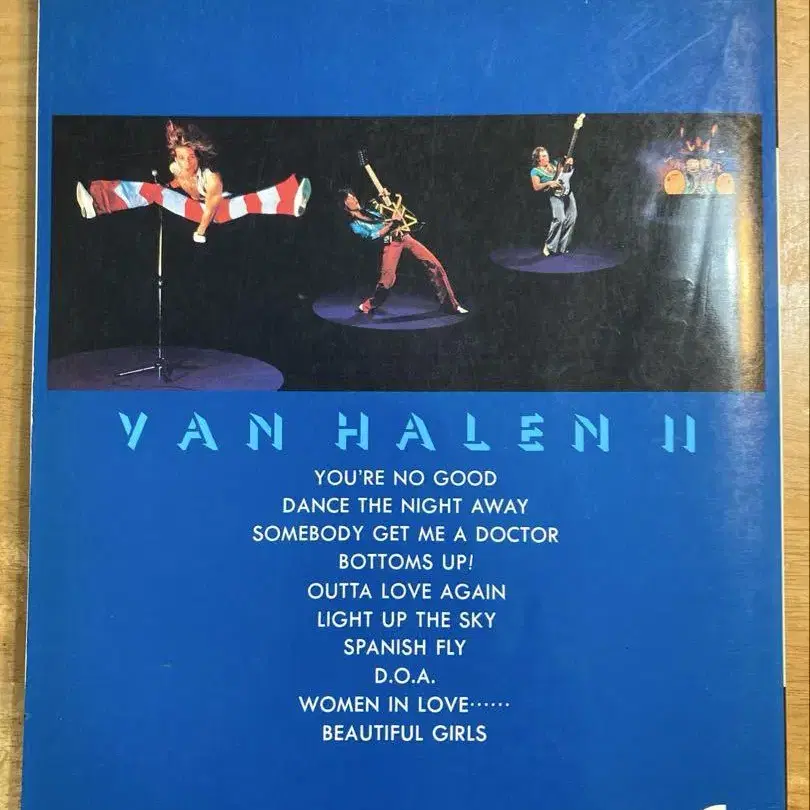 VAN HALEN II
YOU'RE NO GOOD
DANCE THE NIGHT AWAY
SOMEBODY GET ME A DOCTOR
BOTTOMS UP!
OUTTA LOVE AGAIN
LIGHT UP THE SKY
SPANISH FLY
D.O.A.
WOMEN IN LOVE······
BEAUTIFUL GIRLS